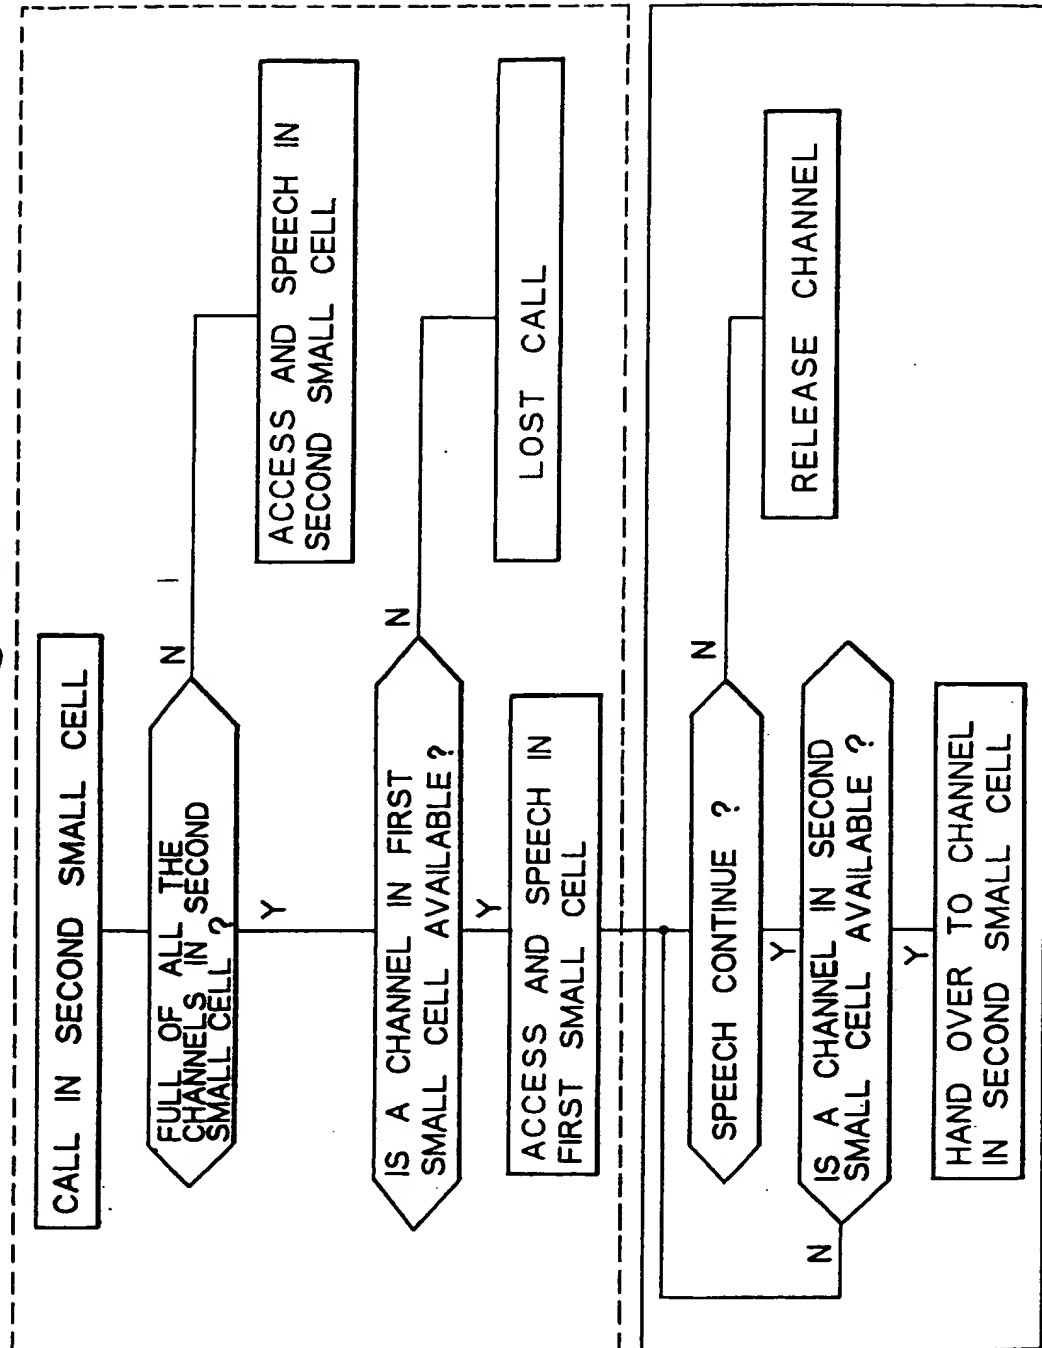 CALL IN SECOND SMALL CELL
FULL OF ALL THE
CHANNELS IN SECOND
SMALL CELL ?
N
ACCESS AND SPEECH IN
SECOND SMALL CELL
Y
IS A CHANNEL IN FIRST
SMALL CELL AVAILABLE ?
N
LOST CALL
Y
ACCESS AND SPEECH IN
FIRST SMALL CELL
SPEECH CONTINUE ?
N
RELEASE CHANNEL
Y
IS A CHANNEL IN SECOND
SMALL CELL AVAILABLE ?
N
Y
HAND OVER TO CHANNEL
IN SECOND SMALL CELL